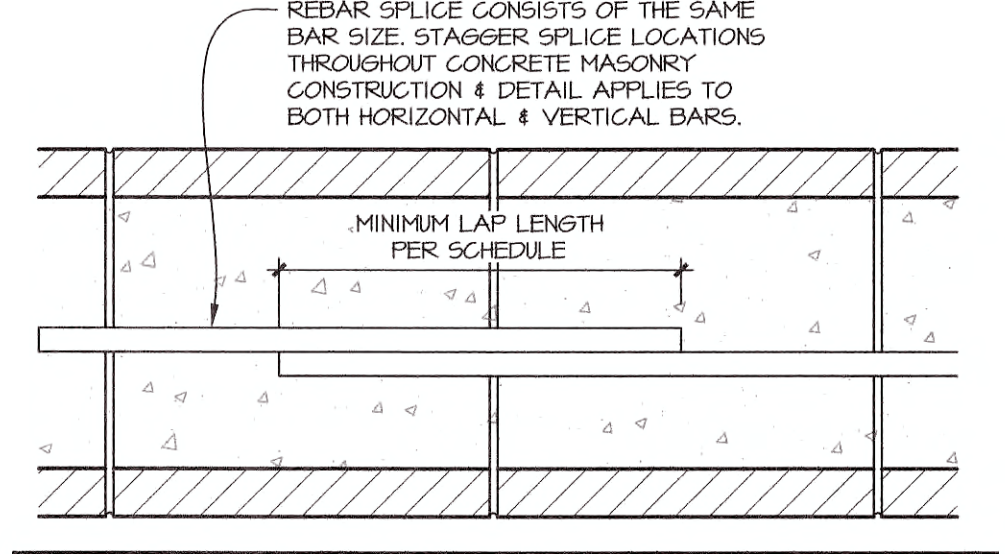 REBAR SPLICE CONSISTS OF THE SAME
BAR SIZE. STAGGER SPLICE LOCATIONS
THROUGHOUT CONCRETE MASONRY
CONSTRUCTION & DETAIL APPLIES TO
BOTH HORIZONTAL & VERTICAL BARS.
MINIMUM LAP LENGTH
PER SCHEDULE